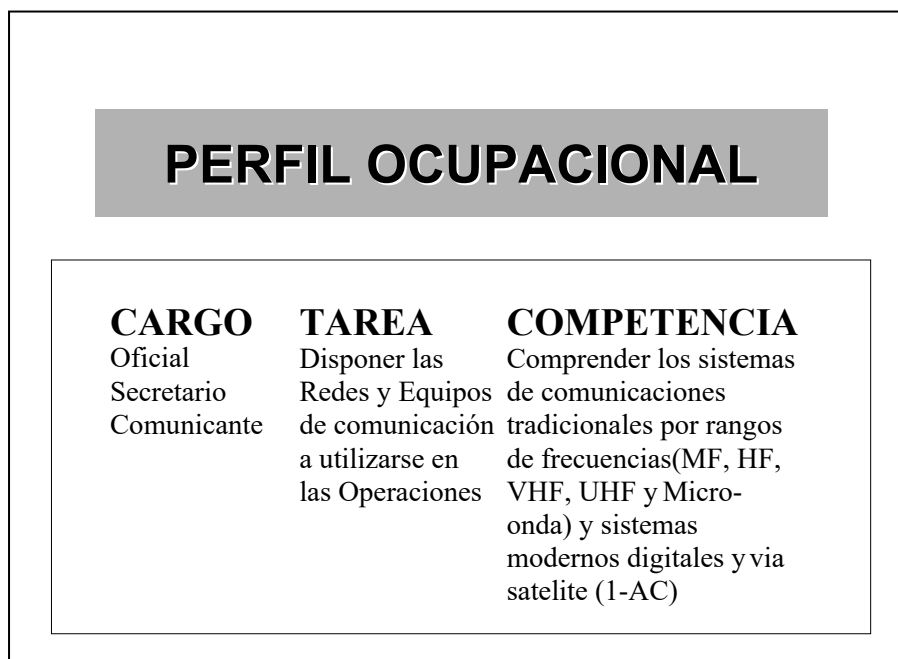 PERFIL OCUPACIONAL
CARGO
Oficial
Secretario
Comunicante
TAREA
Disponer las
Redes y Equipos
de comunicación
a utilizarse en
las Operaciones
COMPETENCIA
Comprender los sistemas
de comunicaciones
tradicionales por rangos
de frecuencias(MF, HF,
VHF, UHF y Micro-
onda) y sistemas
modernos digitales y via
satelite (1-AC)